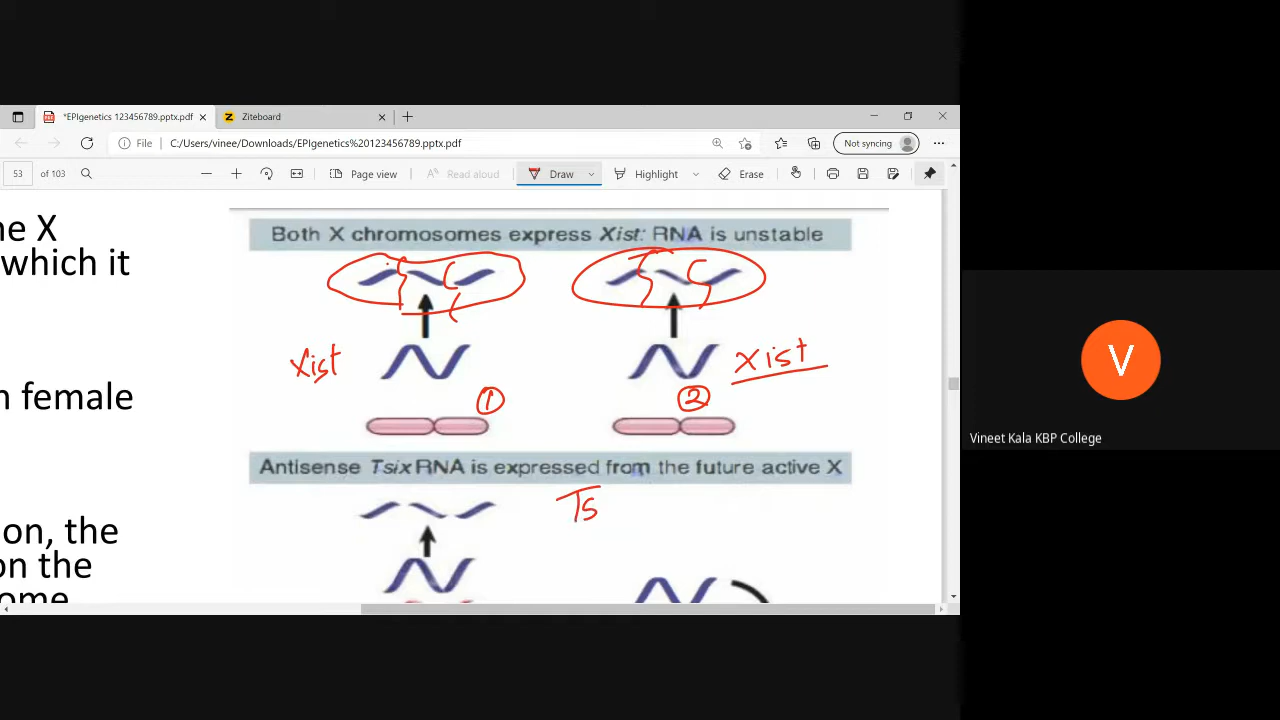 *EPIgenetics 123456789.pptx.pdf
Ziteboard
File
C:/Users/vinee/Downloads/EPIgenetics%20123456789.pptx.pdf
Not syncing
53 of 103
Page view
Read aloud
Draw
Highlight
Erase
ne X
which it
n female
on, the
on the
ome
Both X chromosomes express Xist: RNA is unstable
Xist
Xist
1
2
Antisense Tsix RNA is expressed from the future active X
Ts
V
Vineet Kala KBP College